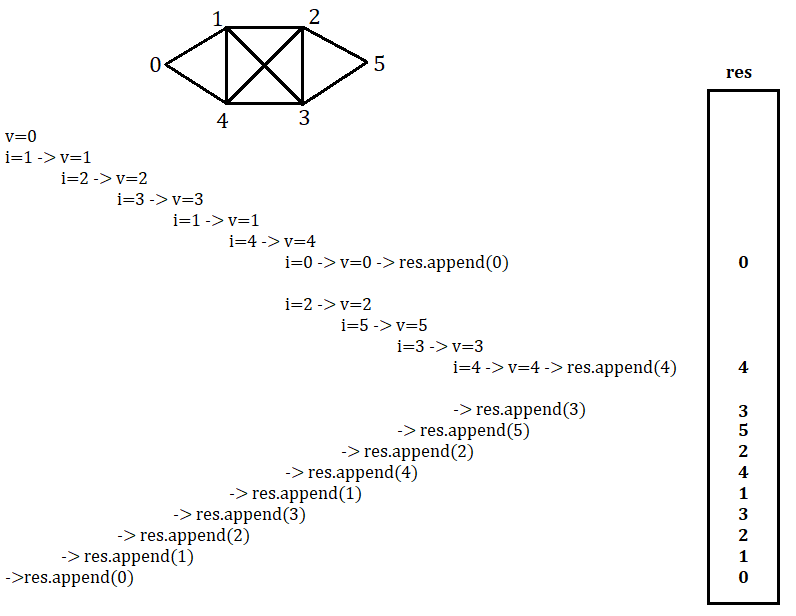 1 2
0 5
res
4 3
v=0
i=1 -> v=1
i=2 -> v=2
i=3 -> v=3
i=1 -> v=1
i=4 -> v=4
i=0 -> v=0 -> res.append(0) 0
i=2 -> v=2
i=5 -> v=5
i=3 -> v=3
i=4 -> v=4 -> res.append(4) 4
-> res.append(3) 3
-> res.append(5) 5
-> res.append(2) 2
-> res.append(4) 4
-> res.append(1) 1
-> res.append(3) 3
-> res.append(2) 2
-> res.append(1) 1
->res.append(0) 0